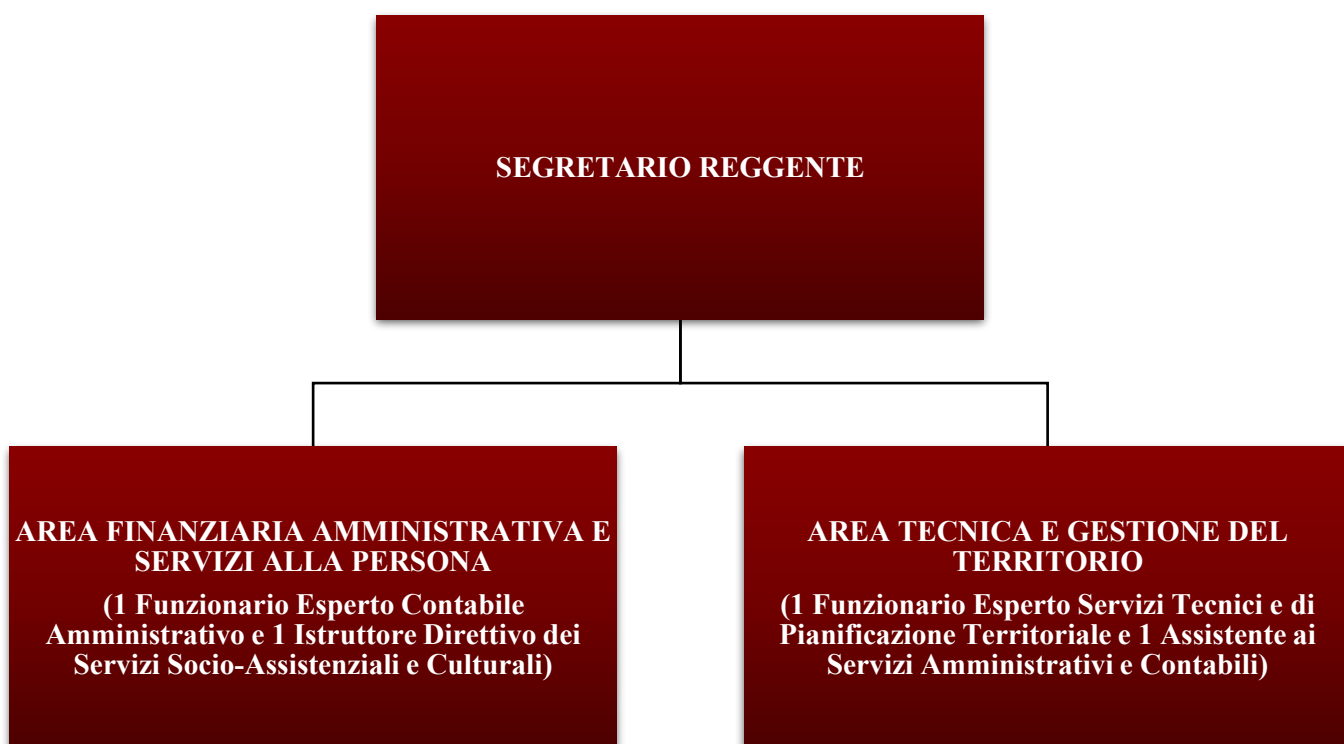 SEGRETARIO REGGENTE
AREA FINANZIARIA AMMINISTRATIVA E
SERVIZI ALLA PERSONA
(1 Funzionario Esperto Contabile
Amministrativo e 1 Istruttore Direttivo dei
Servizi Socio-Assistenziali e Culturali)
AREA TECNICA E GESTIONE DEL
TERRITORIO
(1 Funzionario Esperto Servizi Tecnici e di
Pianificazione Territoriale e 1 Assistente ai
Servizi Amministrativi e Contabili)